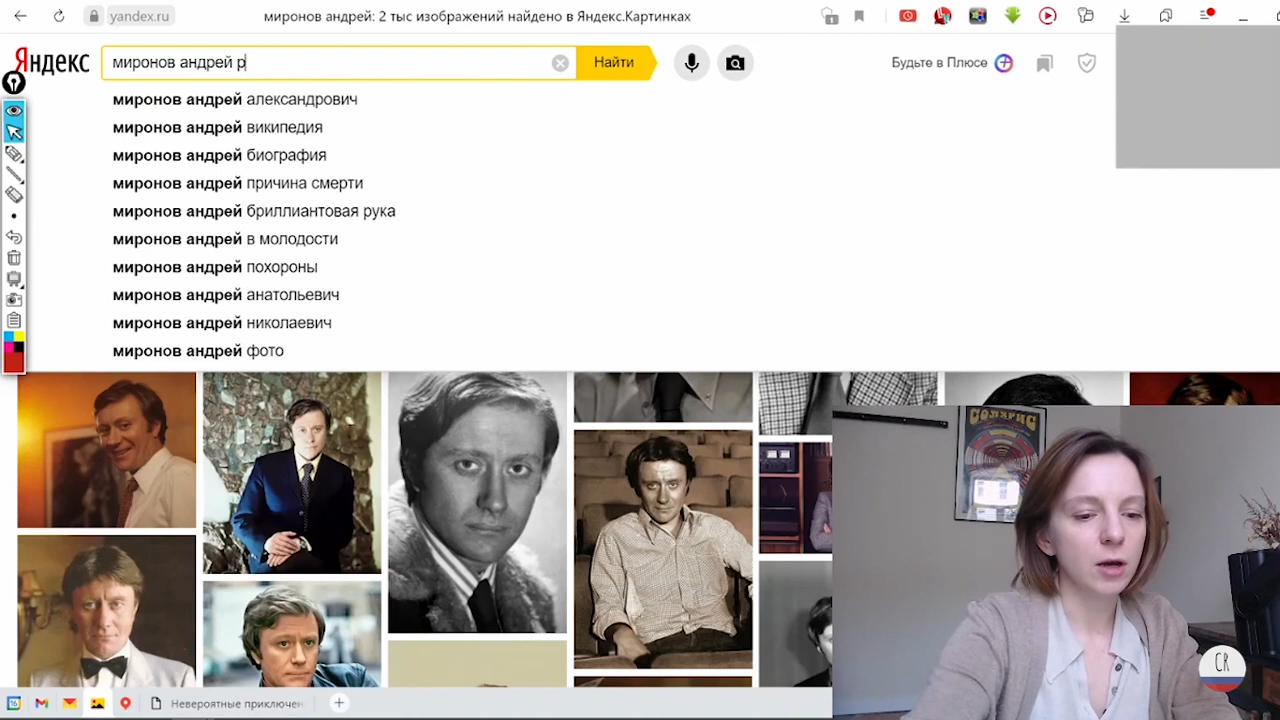 yandex.ru
миронов андрей: 2 тыс изображений найдено в Яндекс.Картинках
Яндекс
миронов андрей р
Найти
Будьте в Плюсе
миронов андрей александрович
миронов андрей википедия
миронов андрей биография
миронов андрей причина смерти
миронов андрей бриллиантовая рука
миронов андрей в молодости
миронов андрей похороны
миронов андрей анатольевич
миронов андрей николаевич
миронов андрей фото
СОЛЯРИС
CR
16
Невероятные приключен